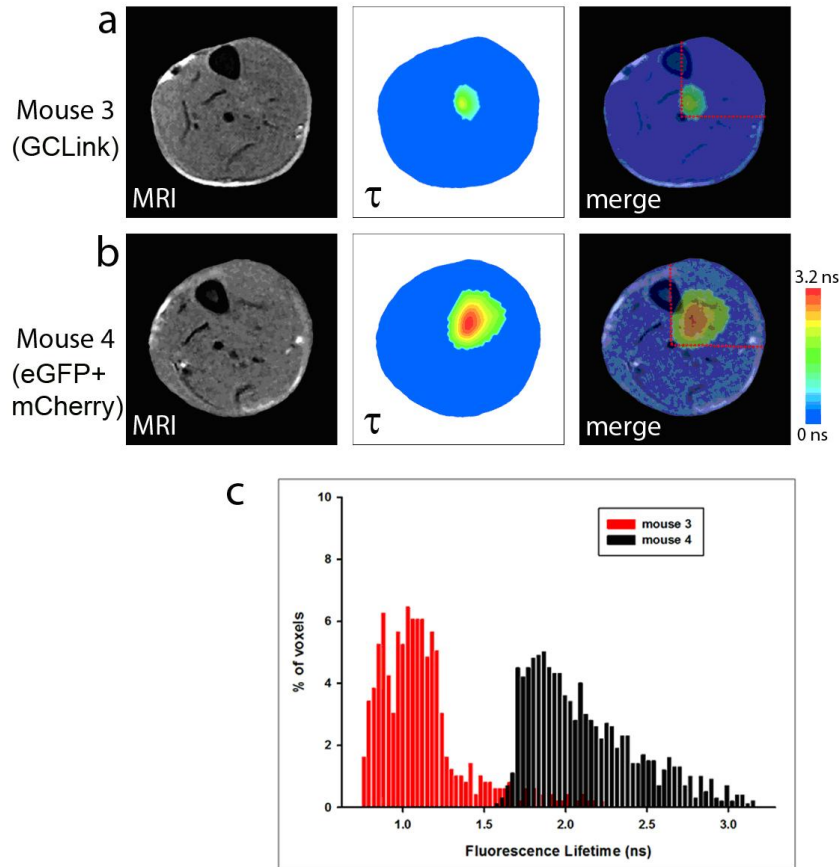 a
Mouse 3
(GCLink)
MRI
τ
merge
b
Mouse 4
(eGFP+
mCherry)
MRI
τ
merge
3.2 ns
0 ns
c
10
8
6
4
2
0
% of voxels
mouse 3
mouse 4
1.0 1.5 2.0 2.5 3.0
Fluorescence Lifetime (ns)